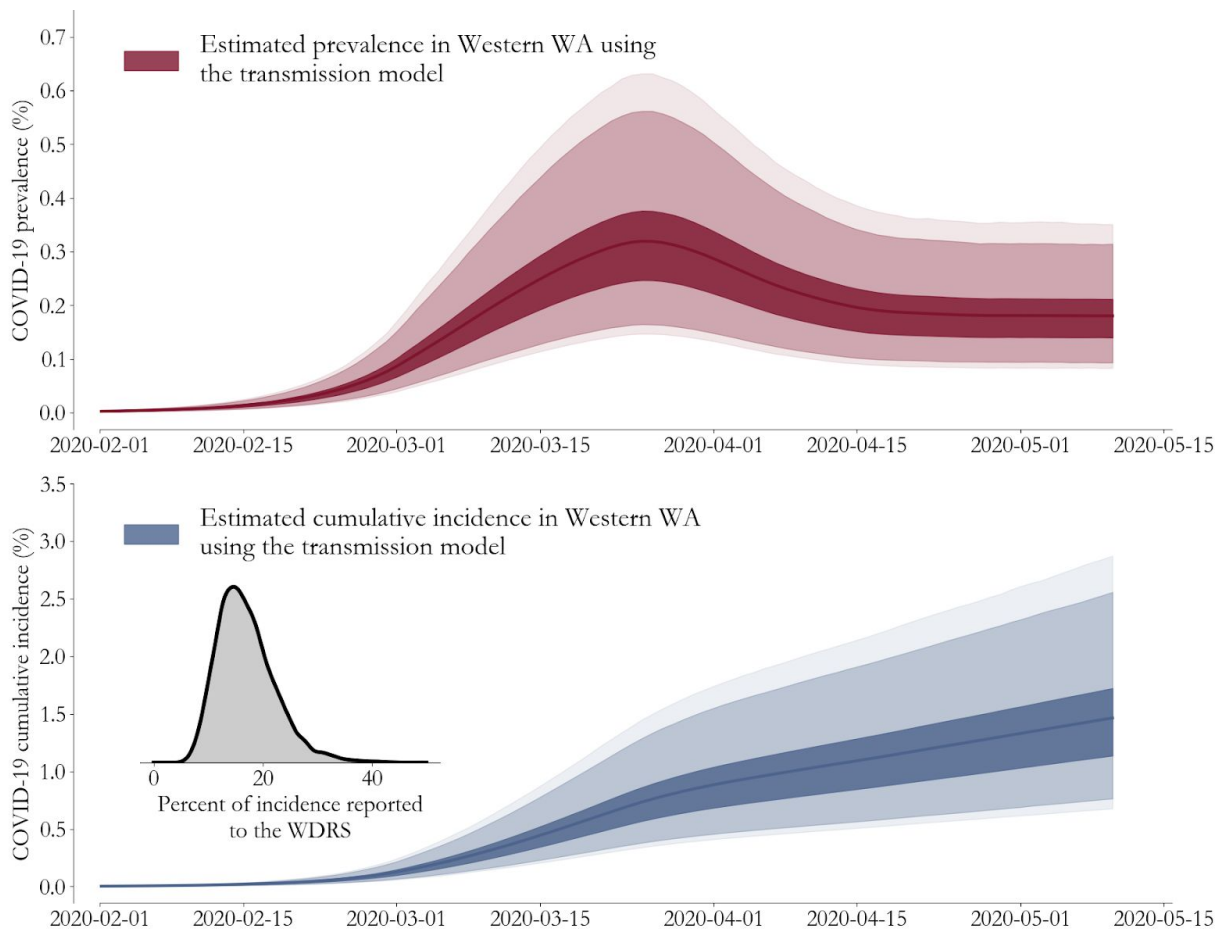 Estimated prevalence in Western WA using
the transmission model
COVID-19 prevalence (%)
0.7
0.6
0.5
0.4
0.3
0.2
0.1
0.0
2020-02-01 2020-02-15 2020-03-01 2020-03-15 2020-04-01 2020-04-15 2020-05-01 2020-05-15
Estimated cumulative incidence in Western WA
using the transmission model
COVID-19 cumulative incidence (%)
3.5
3.0
2.5
2.0
1.5
1.0
0.5
0.0
0 20 40
Percent of incidence reported
to the WDRS
2020-02-01 2020-02-15 2020-03-01 2020-03-15 2020-04-01 2020-04-15 2020-05-01 2020-05-15